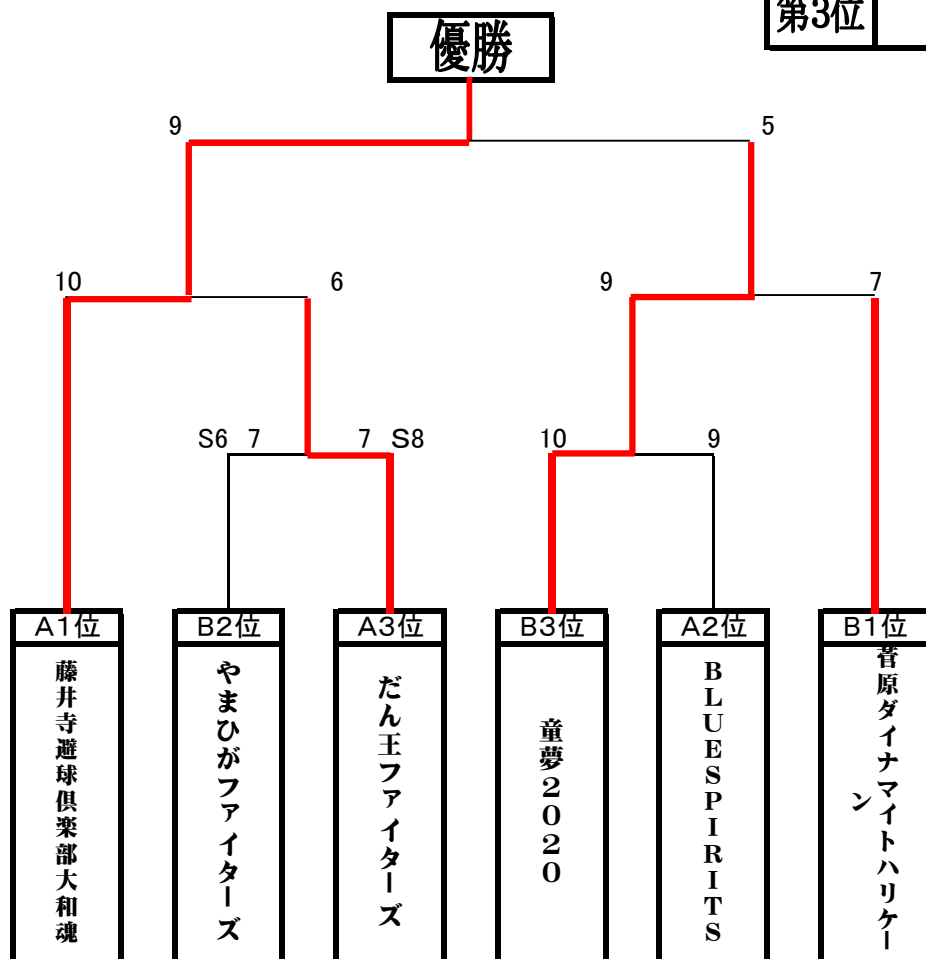 第3位
優勝
9
5
10
6
9
7
S6 7
7 S8
10
9
A1位
B2位
A3位
B3位
A2位
B1位
藤井寺避球倶楽部大和魂
やまひがファイターズ
だん王ファイターズ
童夢2020
BLUESPIRITS
菅原ダイナマイトハリケー
ン